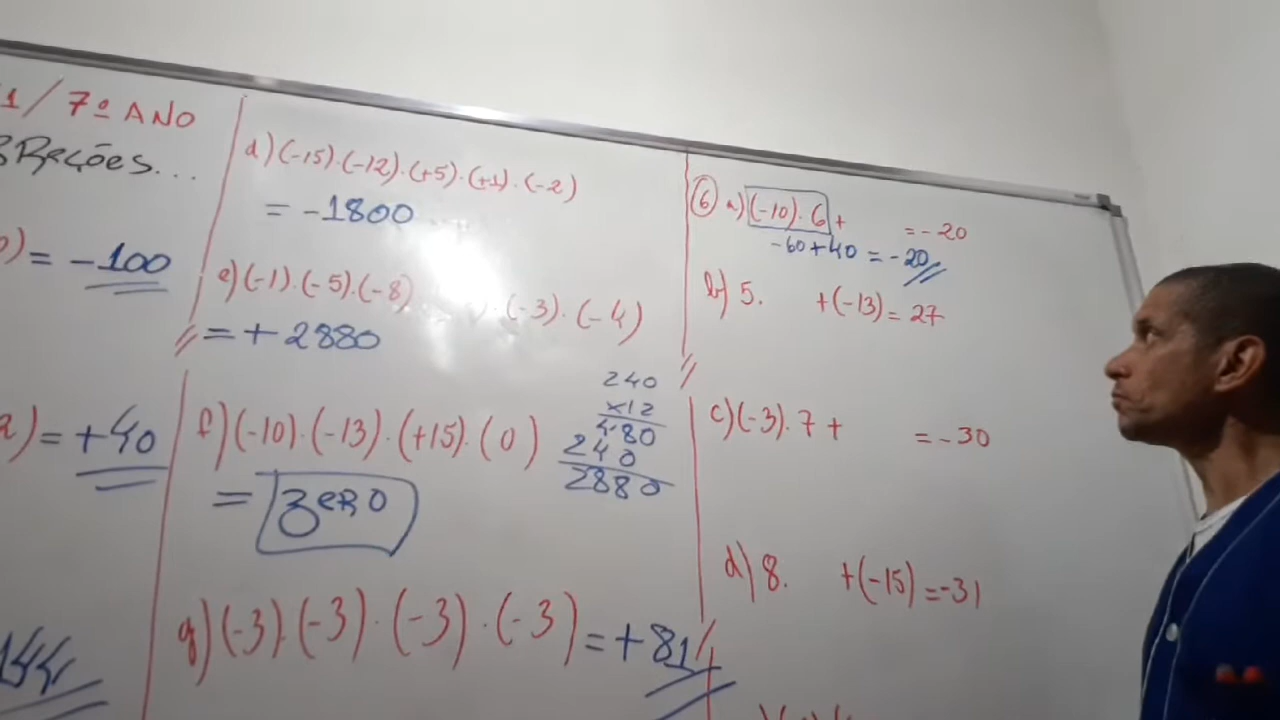 1/7º ANO
= -100
) = +40
d) (-15)·(-12)·(+5)·(+1)·(-2)
= -1800
e) (-1)·(-5)·(-8) ·(-3)·(-4)
= +2880
240
x12
480
240
2880
f) (-10)·(-13)·(+15)·(0)
= ZERO
g) (-3)·(-3)·(-3)·(-3) = +81
6 a) (-10)·6 + = -20
-60+40 = -20
b) 5. +(-13) = 27
c) (-3)·7 + = -30
d) 8. +(-15) = -31